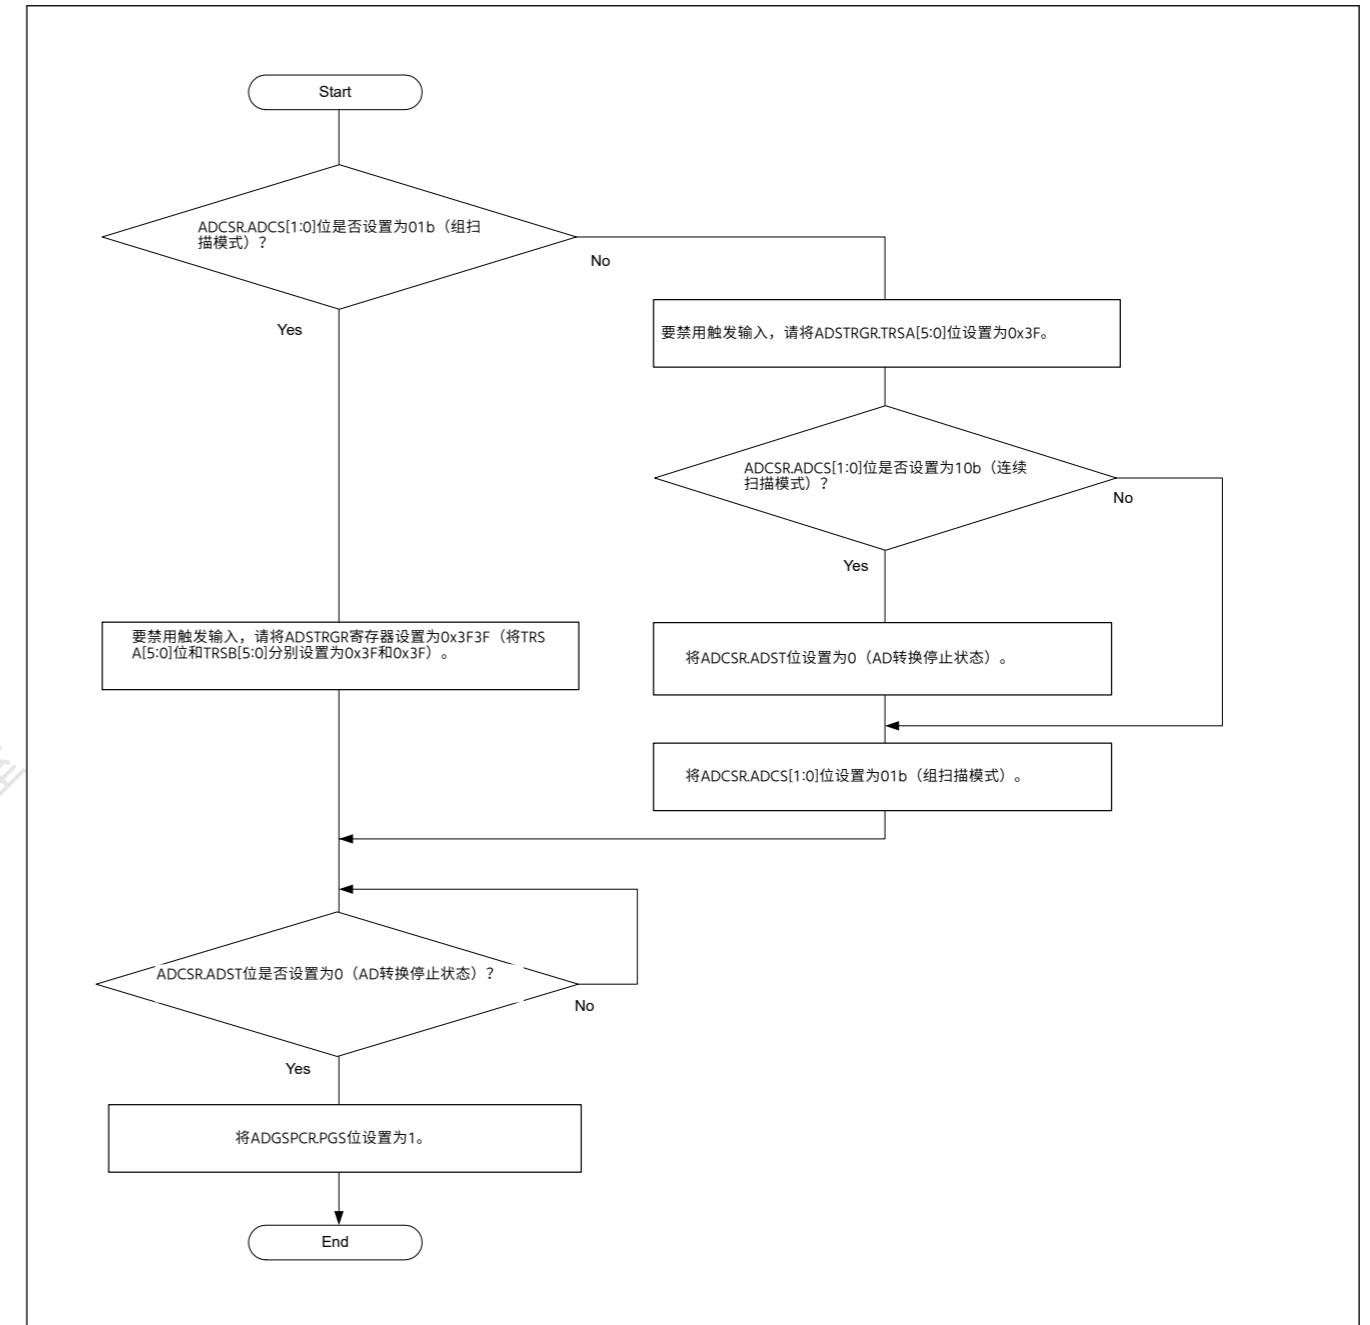 Start
ADCSR.ADCS[1:0]位是否设置为01b（组扫
描模式）？
No
Yes
要禁用触发输入，请将ADSTRGR.TRSA[5:0]位设置为0x3F。
ADCSR.ADCS[1:0]位是否设置为10b（连续
扫描模式）？
No
Yes
要禁用触发输入，请将ADSTRGR寄存器设置为0x3F3F（将TRS
A[5:0]位和TRSB[5:0]分别设置为0x3F和0x3F）。
将ADCSR.ADST位设置为0（AD转换停止状态）。
将ADCSR.ADCS[1:0]位设置为01b（组扫描模式）。
ADCSR.ADST位是否设置为0（AD转换停止状态）？
No
Yes
将ADGSPCR.PGS位设置为1。
End